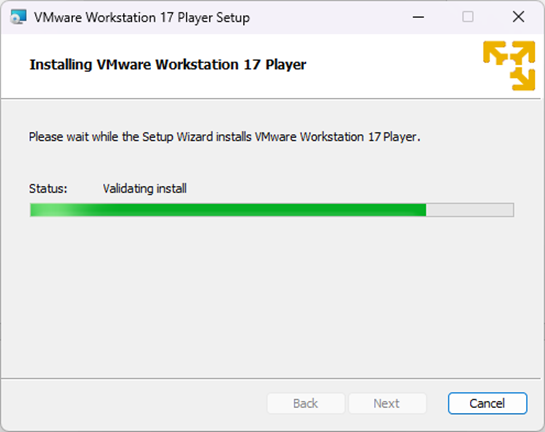 VMware Workstation 17 Player Setup
Installing VMware Workstation 17 Player
Please wait while the Setup Wizard installs VMware Workstation 17 Player.
Status: Validating install
Back Next Cancel